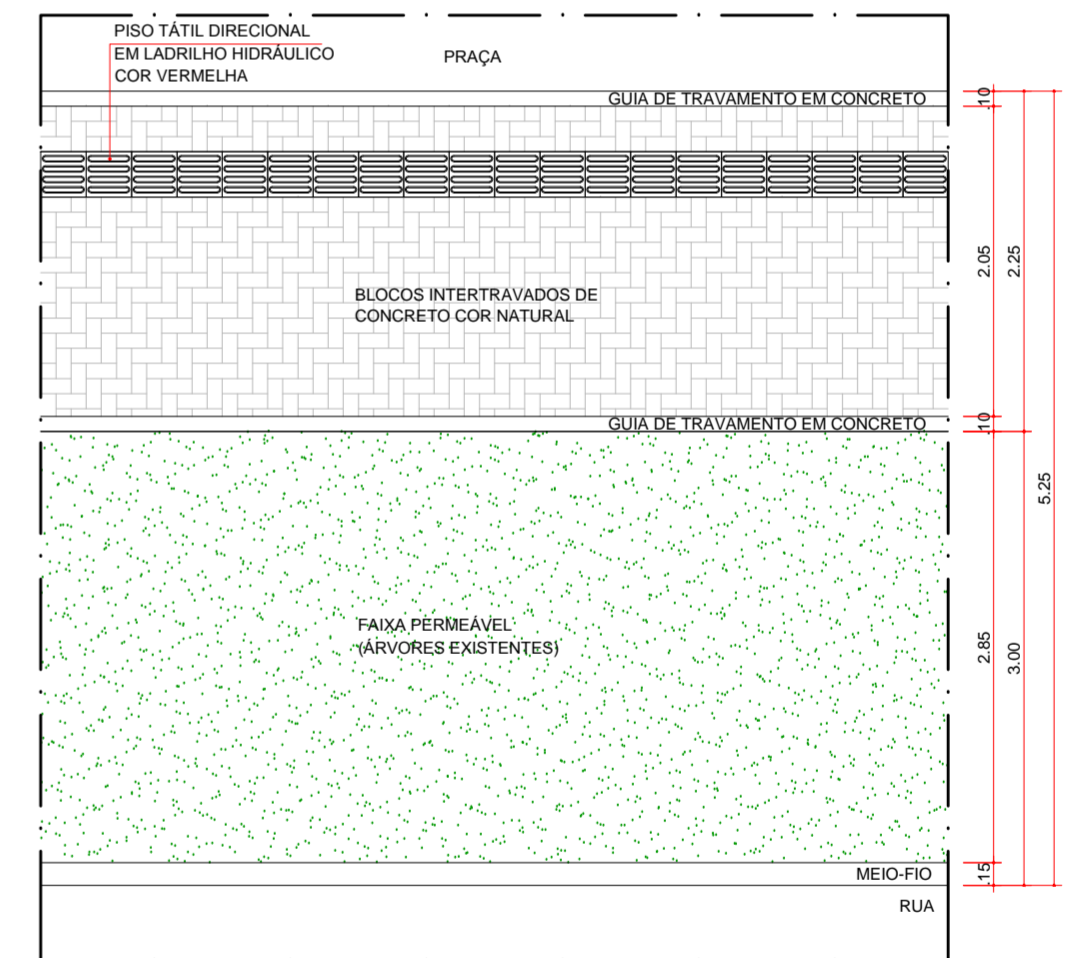 PISO TÁTIL DIRECIONAL
EM LADRILHO HIDRÁULICO
COR VERMELHA
PRAÇA
GUIA DE TRAVAMENTO EM CONCRETO
.10
2.05
2.25
BLOCOS INTERTRAVADOS DE
CONCRETO COR NATURAL
GUIA DE TRAVAMENTO EM CONCRETO
.10
5.25
FAIXA PERMEÁVEL
(ÁRVORES EXISTENTES)
2.85
3.00
MEIO-FIO
.15
RUA